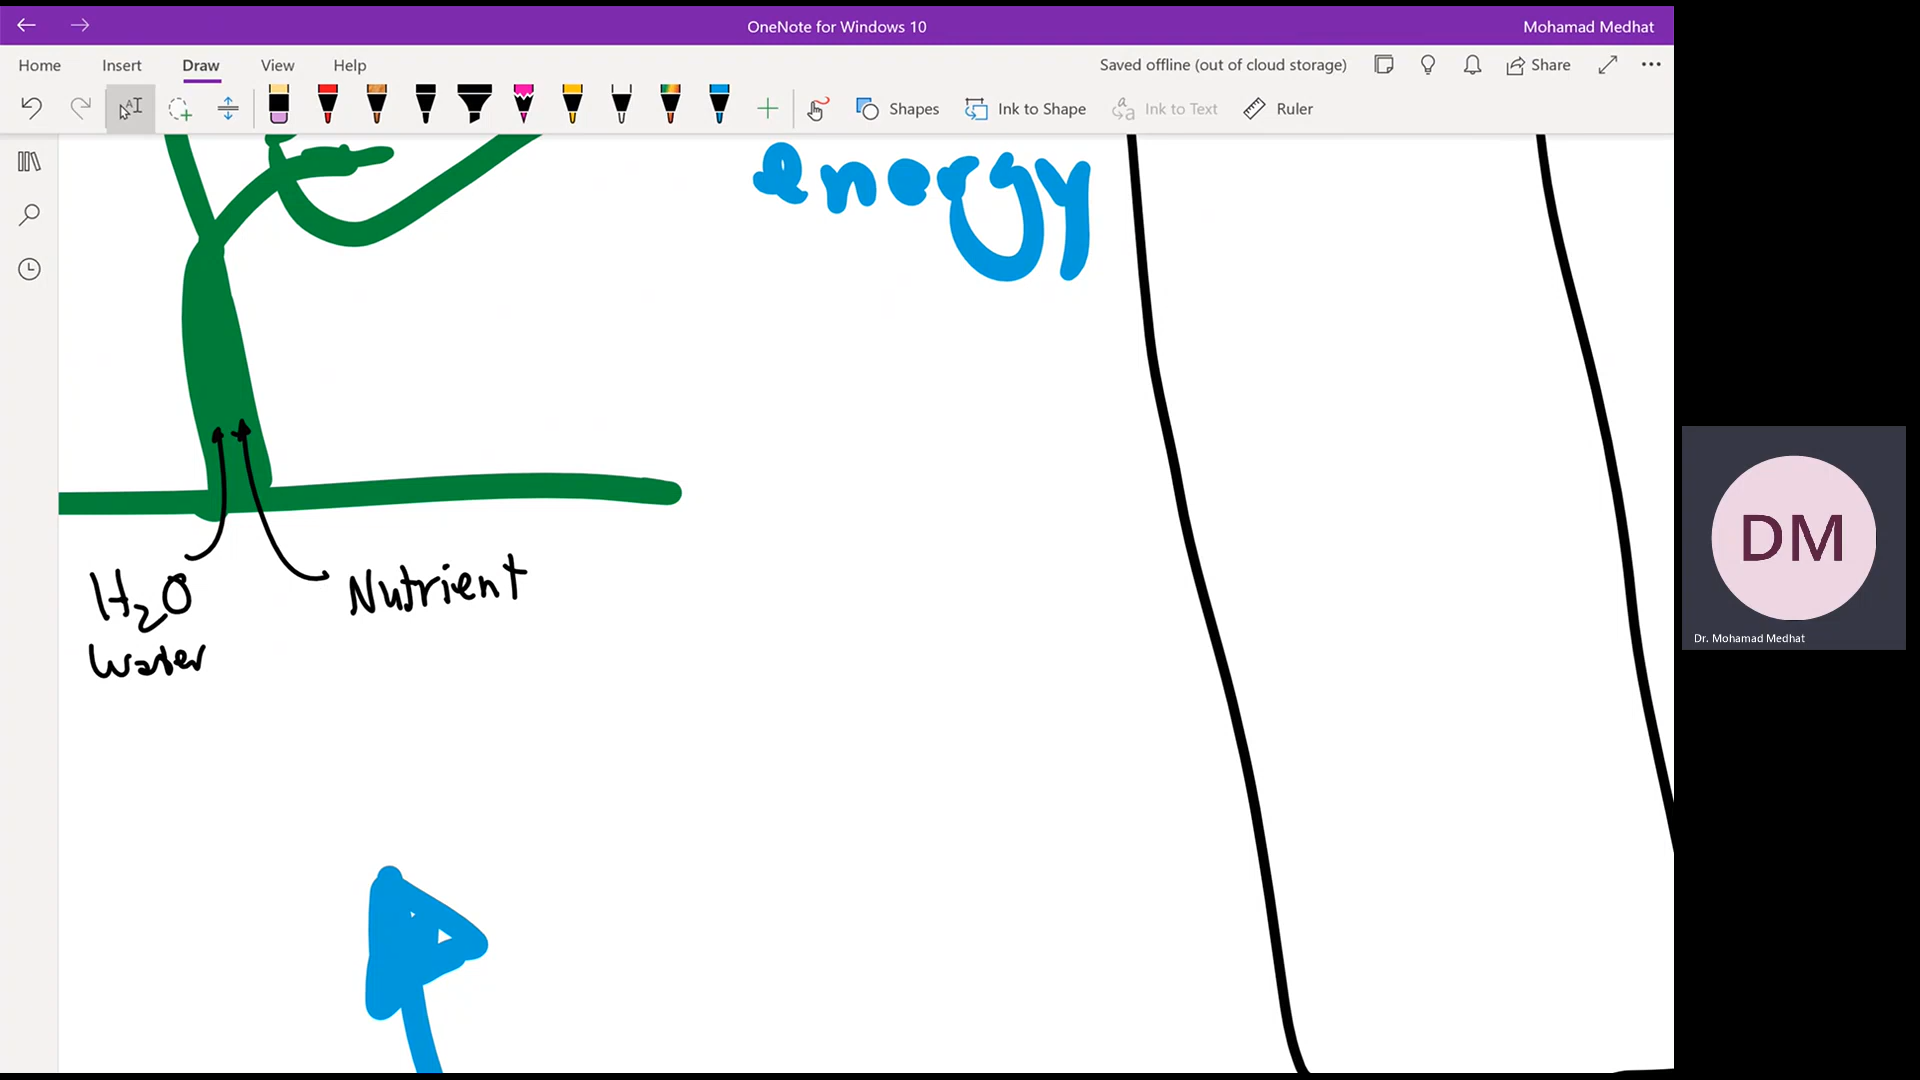 OneNote for Windows 10
Mohamad Medhat
Home Insert Draw View Help
Saved offline (out of cloud storage)
Share
Shapes
Ink to Shape
Ink to Text
Ruler
energy
H₂O
Nutrient
Water
DM
Dr. Mohamad Medhat